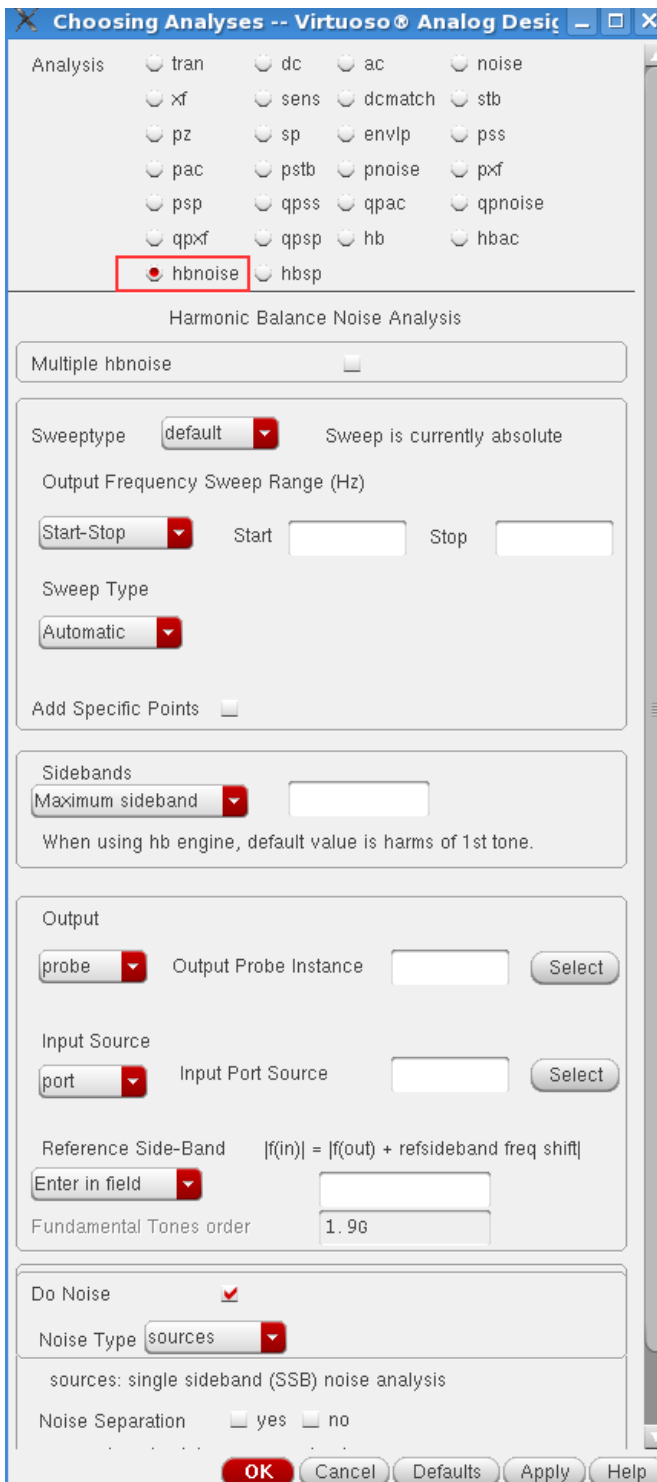 Choosing Analyses -- Virtuoso® Analog Desig
Analysis tran dc ac noise
xf sens dcmatch stb
pz sp envlp pss
pac pstb pnoise pxf
psp qpss qpac qpnoise
qpxf qpsp hb hbac
hbnoise hbsp
Harmonic Balance Noise Analysis
Multiple hbnoise
Sweeptype default Sweep is currently absolute
Output Frequency Sweep Range (Hz)
Start-Stop Start Stop
Sweep Type
Automatic
Add Specific Points
Sidebands
Maximum sideband
When using hb engine, default value is harms of 1st tone.
Output
probe Output Probe Instance Select
Input Source
port Input Port Source Select
Reference Side-Band |f(in)| = |f(out) + refsideband freq shift|
Enter in field
Fundamental Tones order 1.9G
Do Noise
Noise Type sources
sources: single sideband (SSB) noise analysis
Noise Separation yes no
OK Cancel Defaults Apply Help